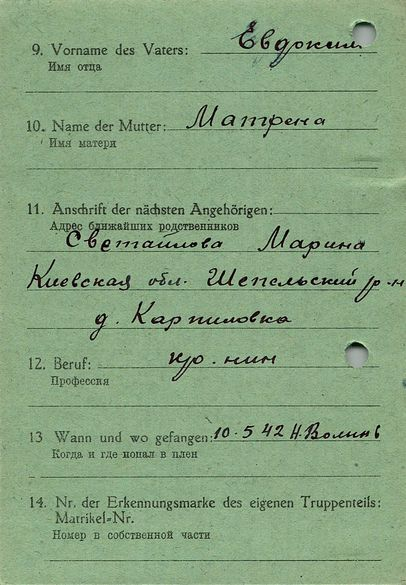 9. Vorname des Vaters: Евдоким
Имя отца
10. Name der Mutter: Матрена
Имя матери
11. Anschrift der nächsten Angehörigen:
Адрес ближайших родственников
Светаилова Марина
Киевская обл. Шепельский р-н
д. Карпиловка
12. Beruf: кр.нин
Профессия
13 Wann und wo gefangen: 10.5 42 Н.Волинь
Когда и где попал в плен
14. Nr. der Erkennungsmarke des eigenen Truppenteils:
Matrikel-Nr.
Номер в собственной части